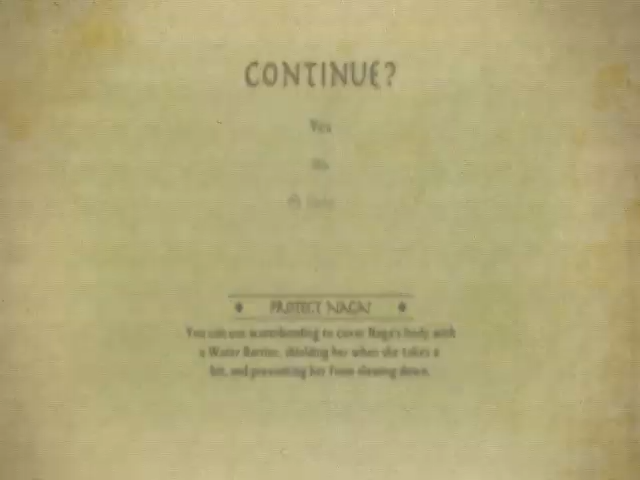 CONTINUE?
Yes
No
PROTECT NAGA!
You can use waterbending to cover Naga's body with
a Water Barrier, shielding her when she takes a
hit, and preventing her from slowing down.